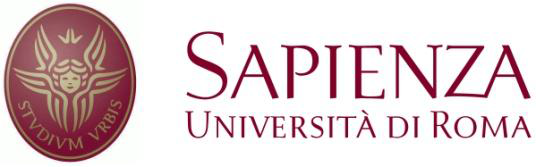 STVDIVM VRBIS
SAPIENZA
UNIVERSITÀ DI ROMA